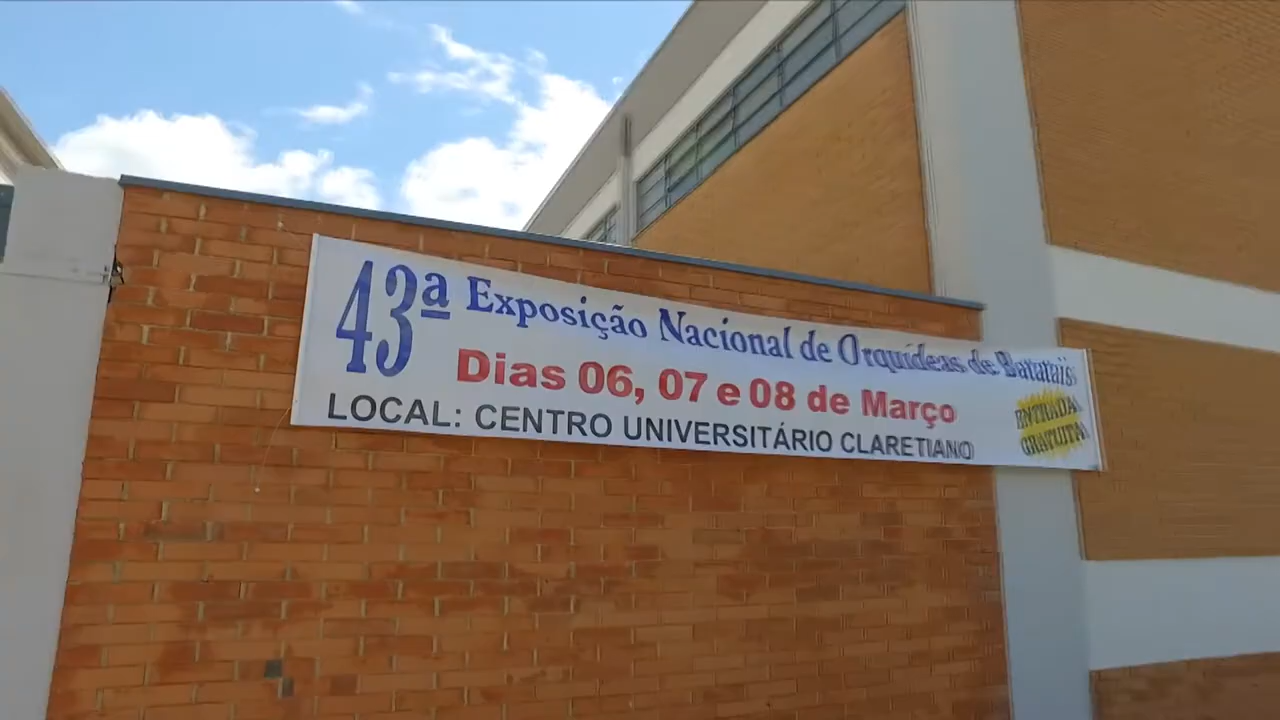 43ª Exposição Nacional de Orquídeas de Batatais
Dias 06, 07 e 08 de Março
LOCAL: CENTRO UNIVERSITÁRIO CLARETIANO
ENTRADA
GRATUITA!